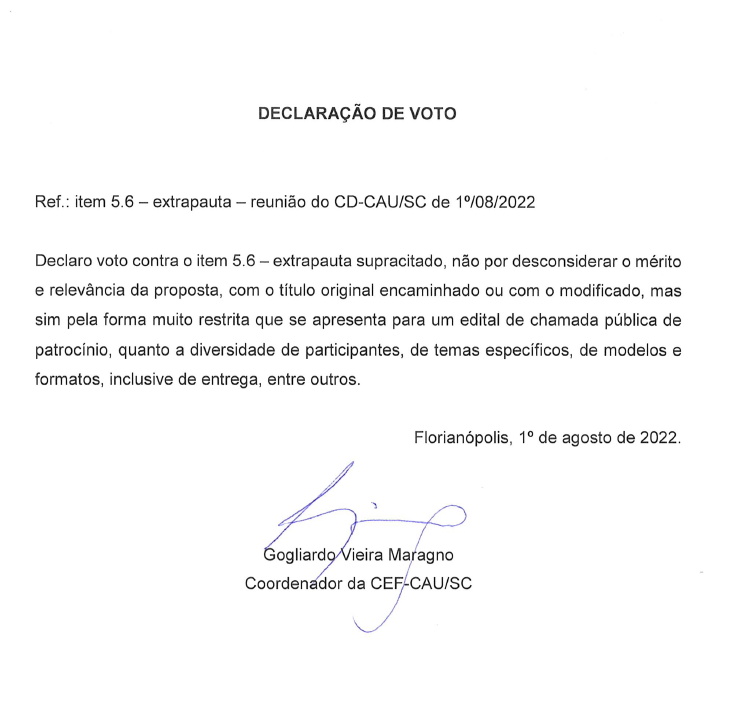 DECLARAÇÃO DE VOTO
Ref.: item 5.6 – extrapauta – reunião do CD-CAU/SC de 1º/08/2022
Declaro voto contra o item 5.6 – extrapauta supracitado, não por desconsiderar o mérito
e relevância da proposta, com o título original encaminhado ou com o modificado, mas
sim pela forma muito restrita que se apresenta para um edital de chamada pública de
patrocínio, quanto a diversidade de participantes, de temas específicos, de modelos e
formatos, inclusive de entrega, entre outros.
Florianópolis, 1º de agosto de 2022.
Gogliardo Vieira Maragno
Coordenador da CEF-CAU/SC